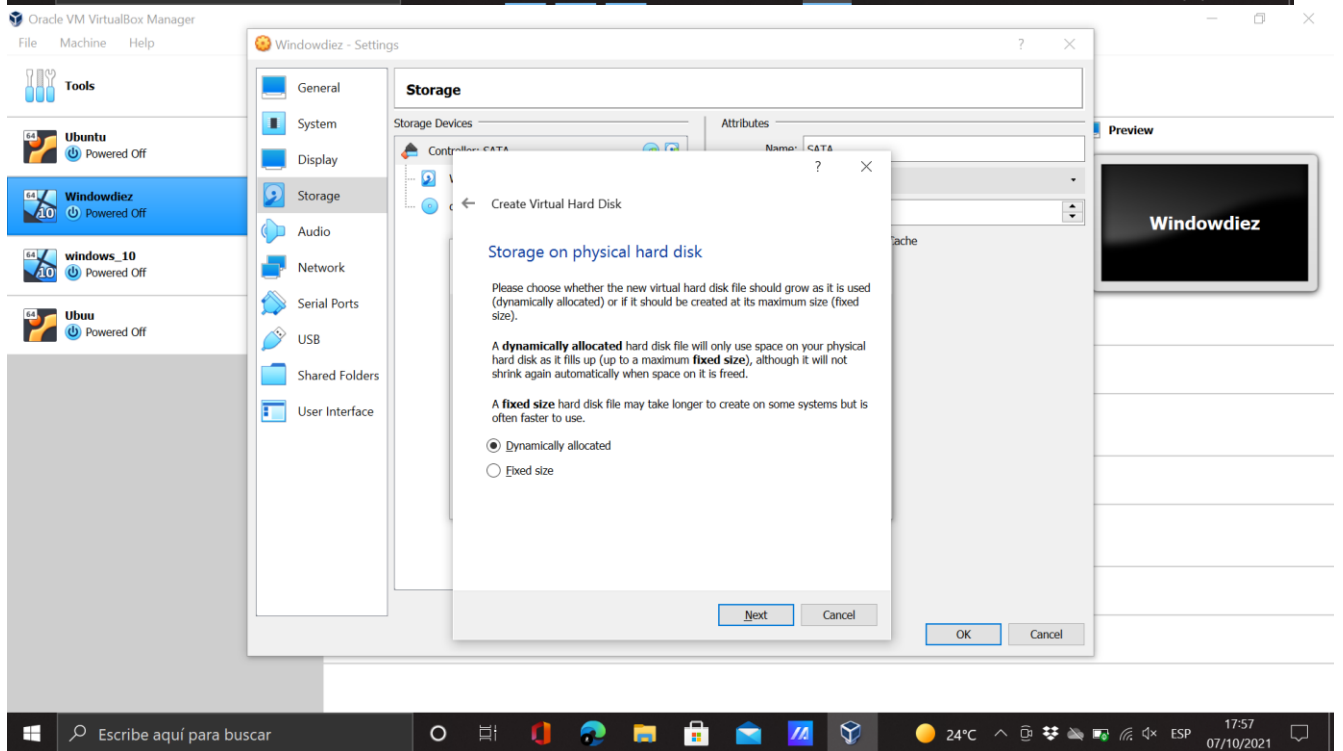 Oracle VM VirtualBox Manager
File Machine Help
Tools
64
Ubuntu
Powered Off
64
10
Windowdiez
Powered Off
64
10
windows_10
Powered Off
64
Ubuu
Powered Off
Windowdiez - Settings
?
General
System
Display
Storage
Audio
Network
Serial Ports
USB
Shared Folders
User Interface
Storage
Storage Devices
Attributes
Name: SATA
Cache
?
Create Virtual Hard Disk
Storage on physical hard disk
Please choose whether the new virtual hard disk file should grow as it is used
(dynamically allocated) or if it should be created at its maximum size (fixed
size).
A dynamically allocated hard disk file will only use space on your physical
hard disk as it fills up (up to a maximum fixed size), although it will not
shrink again automatically when space on it is freed.
A fixed size hard disk file may take longer to create on some systems but is
often faster to use.
Dynamically allocated
Fixed size
Next Cancel
OK Cancel
Preview
Windowdiez
Escribe aquí para buscar
24°C
ESP
17:57
07/10/2021